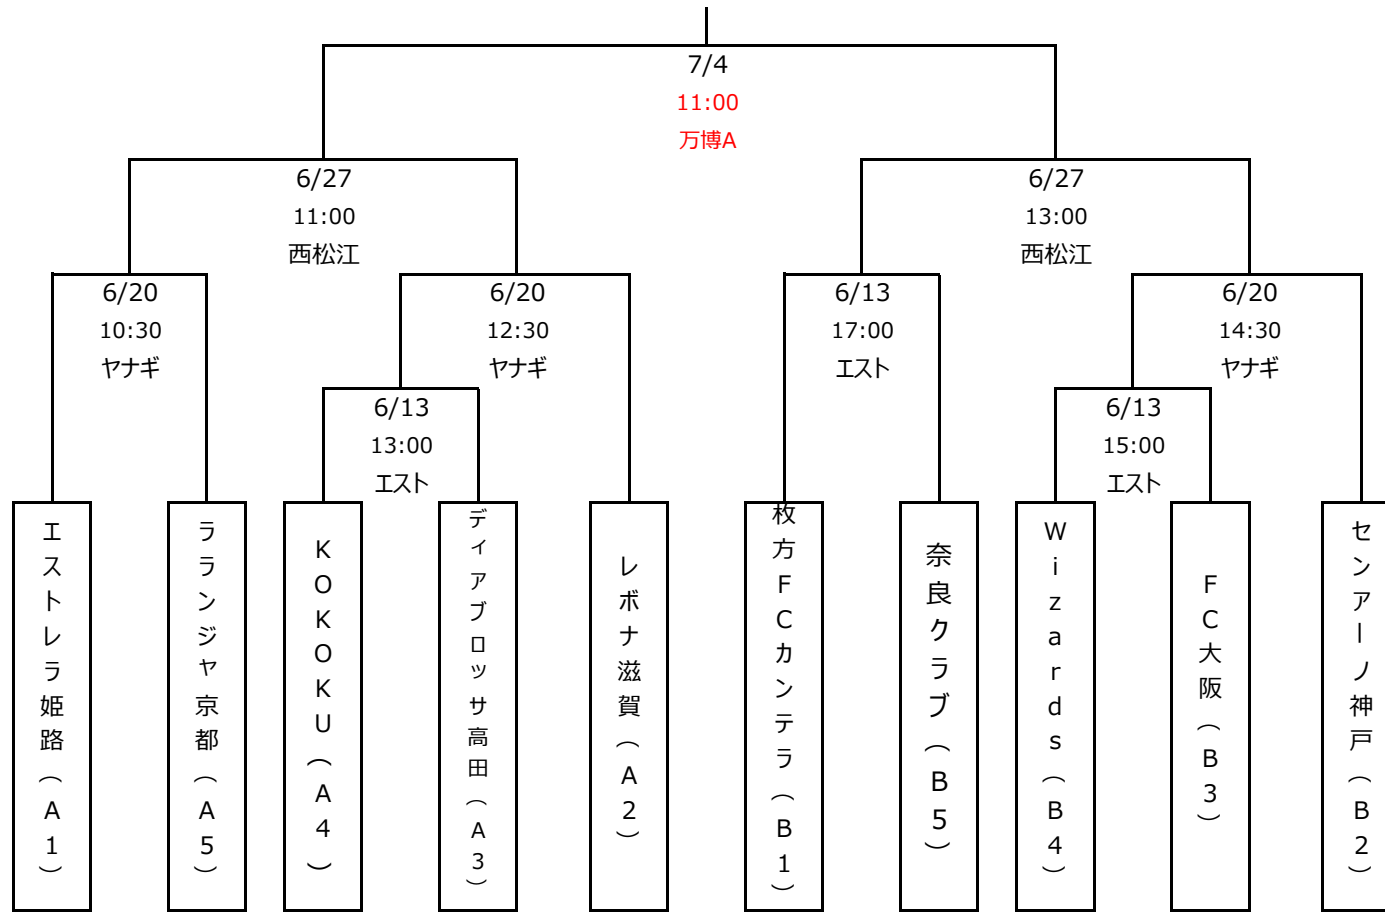 7/4
11:00
万博A
6/27
11:00
西松江
6/27
13:00
西松江
6/20
10:30
ヤナギ
6/20
12:30
ヤナギ
6/13
17:00
エスト
6/20
14:30
ヤナギ
6/13
13:00
エスト
6/13
15:00
エスト
エストレラ姫路(A1)
ラランジャ京都(A5)
KOKOKU(A4)
ディアブロッサ高田(A3)
レボナ滋賀(A2)
枚方FCカンテラ(B1)
奈良クラブ(B5)
Wizards(B4)
FC大阪(B3)
センアーノ神戸(B2)